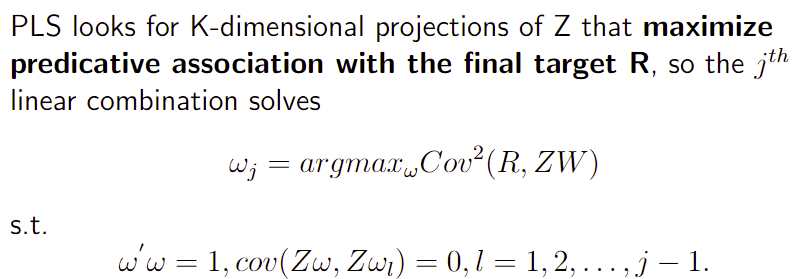 PLS looks for K-dimensional projections of Z that maximize
predicative association with the final target R, so the j^{th}
linear combination solves
ω_j = argmax_ω Cov²(R, ZW)
s.t.
ω′ω = 1, cov(Zω, Zω_l) = 0, l = 1, 2, . . . , j − 1.